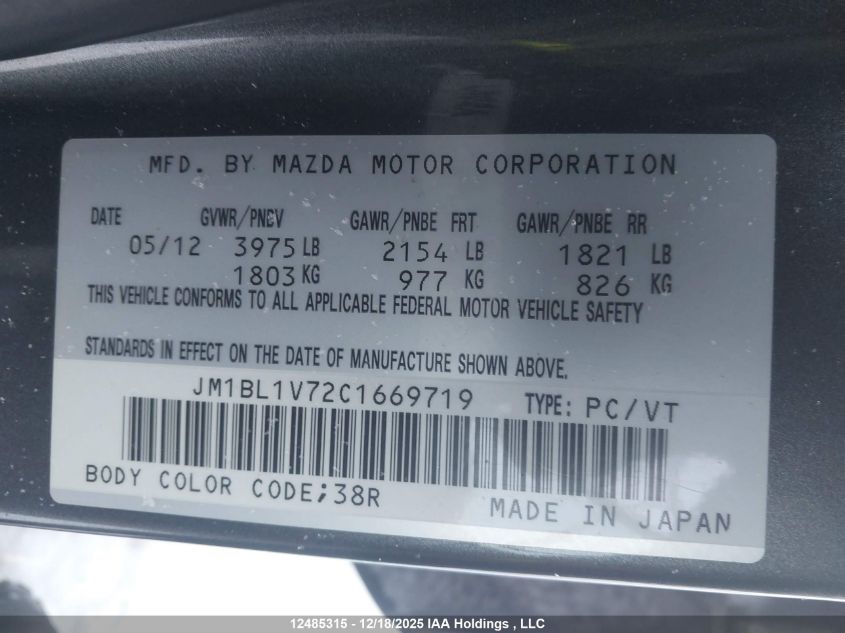 MFD. BY MAZDA MOTOR CORPORATION
DATE GVWR/PNBV GAWR/PNBE FRT GAWR/PNBE RR
05/12 3975 LB 2154 LB 1821 LB
1803 KG 977 KG 826 KG
THIS VEHICLE CONFORMS TO ALL APPLICABLE FEDERAL MOTOR VEHICLE SAFETY
STANDARDS IN EFFECT ON THE DATE OF MANUFACTURE SHOWN ABOVE.
JM1BL1V72C1669719 TYPE: PC/VT
BODY COLOR CODE;38R
MADE IN JAPAN
12485315 - 12/18/2025 IAA Holdings , LLC